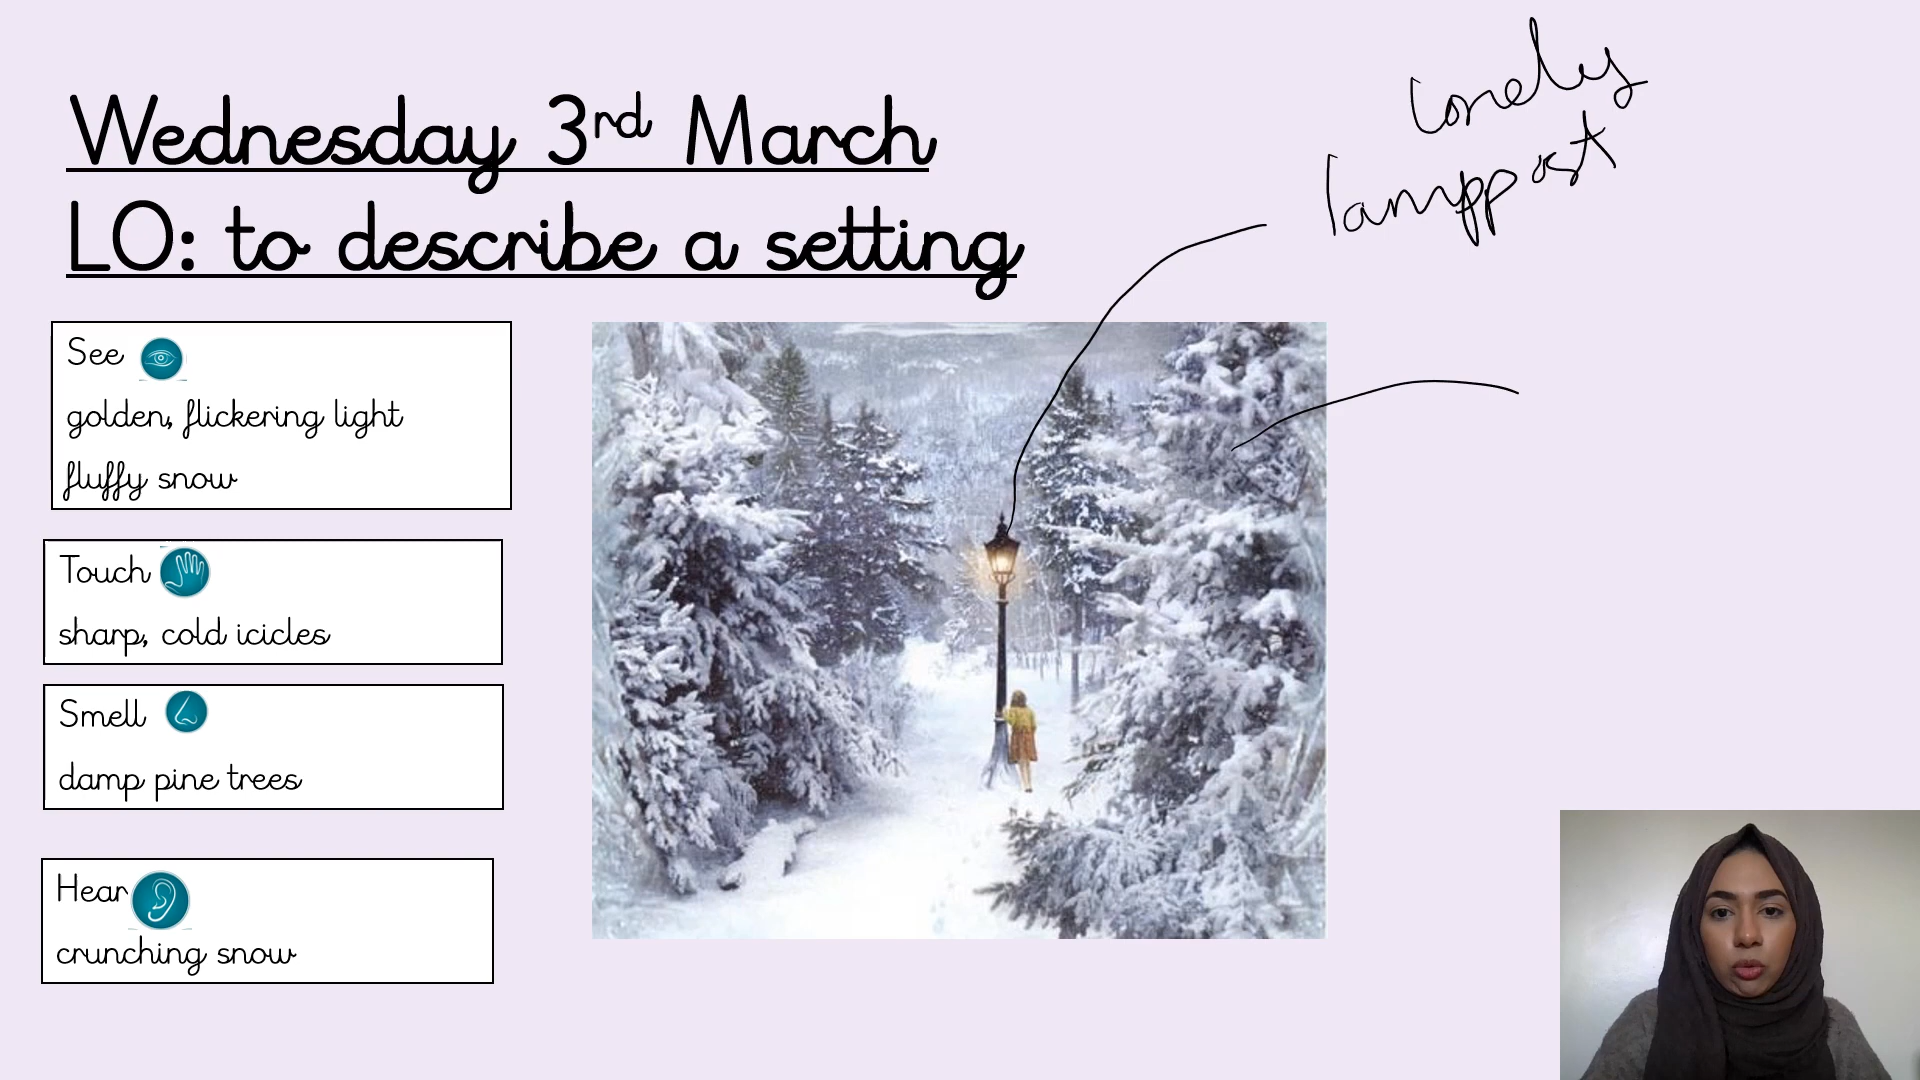 Wednesday 3rd March
LO: to describe a setting
See
golden, flickering light
fluffy snow
Touch
sharp, cold icicles
Smell
damp pine trees
Hear
crunching snow
lonely
lamppost